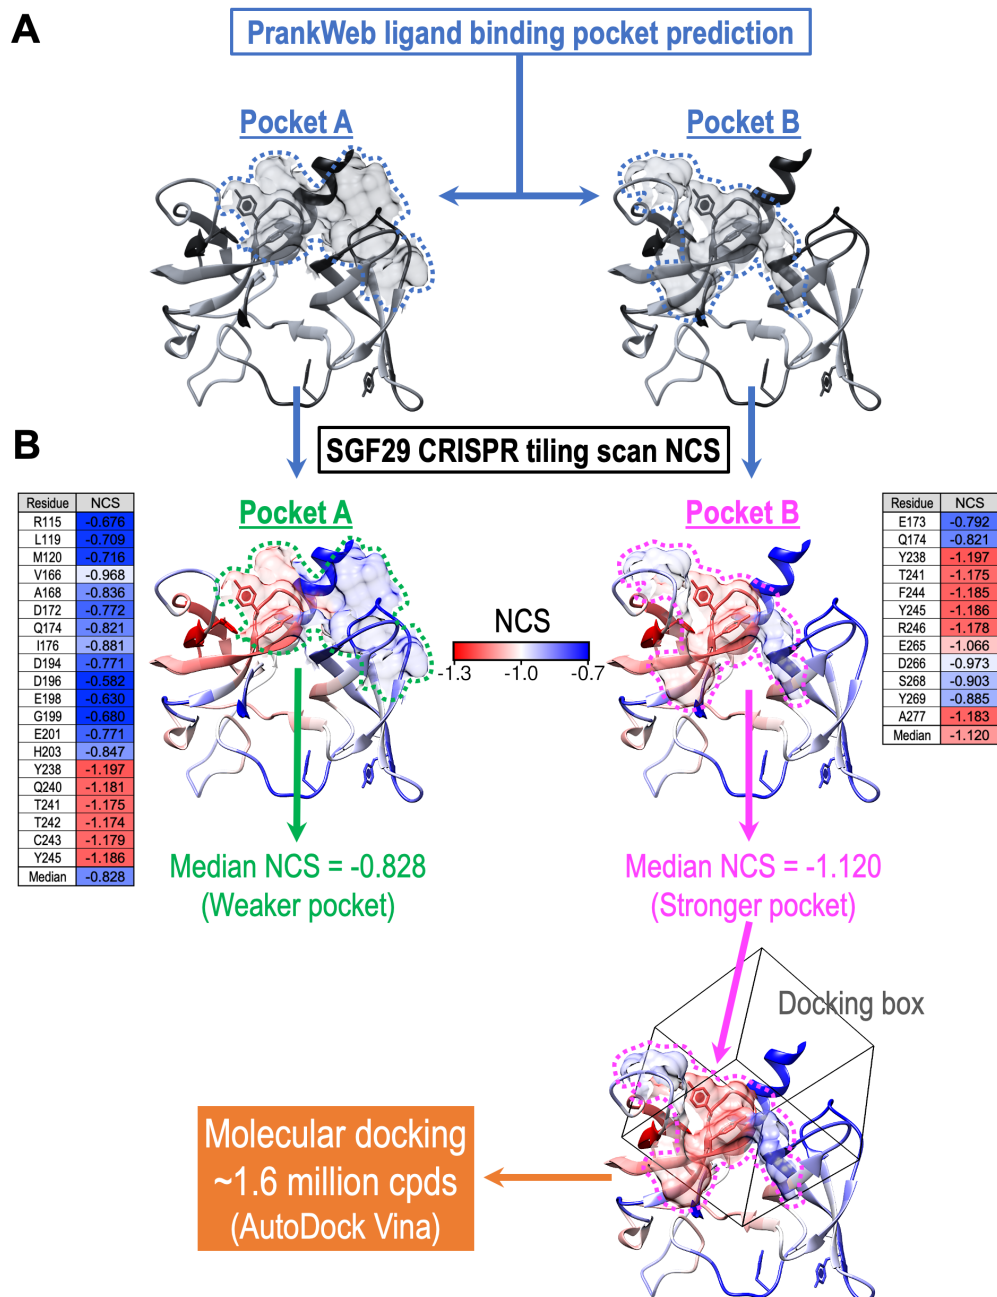 A
PrankWeb ligand binding pocket prediction
Pocket A
Pocket B
B
SGF29 CRISPR tiling scan NCS
Residue NCS
R115 -0.676
L119 -0.709
M120 -0.716
V166 -0.968
A168 -0.836
D172 -0.772
Q174 -0.821
I176 -0.881
D194 -0.771
D196 -0.582
E198 -0.630
G199 -0.680
E201 -0.771
H203 -0.847
Y238 -1.197
Q240 -1.181
T241 -1.175
T242 -1.174
C243 -1.179
Y245 -1.186
Median -0.828
Pocket A
NCS
-1.3 -1.0 -0.7
Pocket B
Residue NCS
E173 -0.792
Q174 -0.821
Y238 -1.197
T241 -1.175
F244 -1.185
Y245 -1.186
R246 -1.178
E265 -1.066
D266 -0.973
S268 -0.903
Y269 -0.885
A277 -1.183
Median -1.120
Median NCS = -0.828
(Weaker pocket)
Median NCS = -1.120
(Stronger pocket)
Docking box
Molecular docking
~1.6 million cpds
(AutoDock Vina)